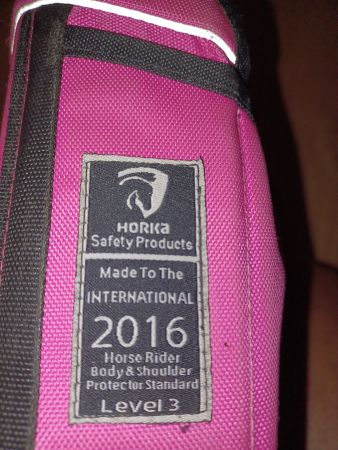 HORKA
Safety Products
Made To The
INTERNATIONAL
2016
Horse Rider
Body & Shoulder
Protector Standard
Level 3